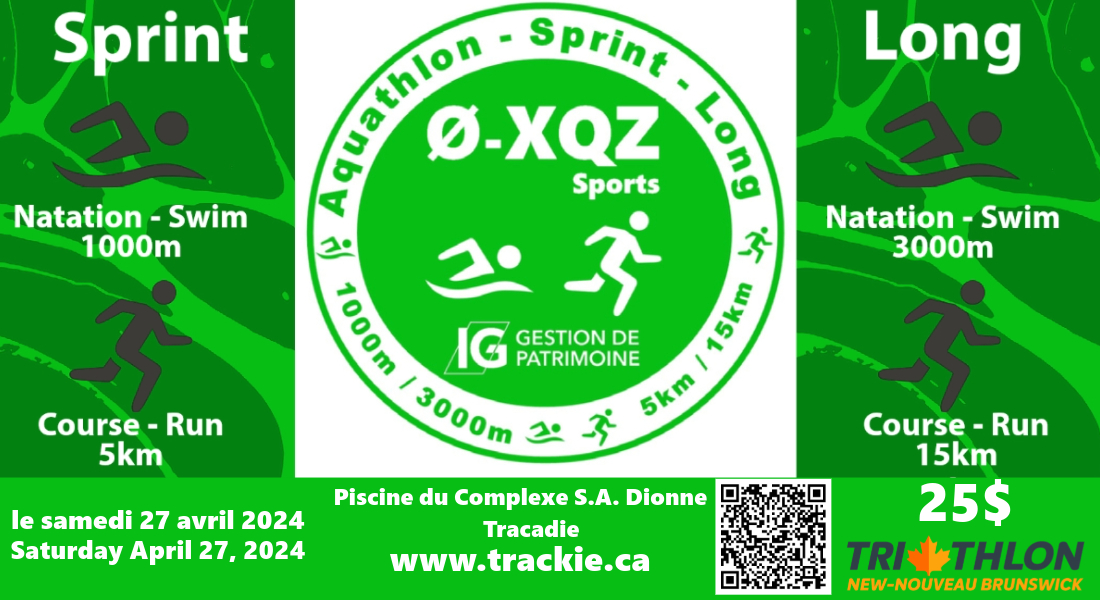 Sprint
Natation - Swim
1000m
Course - Run
5km
Aquathlon - Sprint - Long
Ø-XQZ
Sports
IG GESTION DE
PATRIMOINE
1000m / 3000m
5km / 15km
Long
Natation - Swim
3000m
Course - Run
15km
le samedi 27 avril 2024
Saturday April 27, 2024
Piscine du Complexe S.A. Dionne
Tracadie
www.trackie.ca
25$
TRIATHLON
NEW-NOUVEAU BRUNSWICK